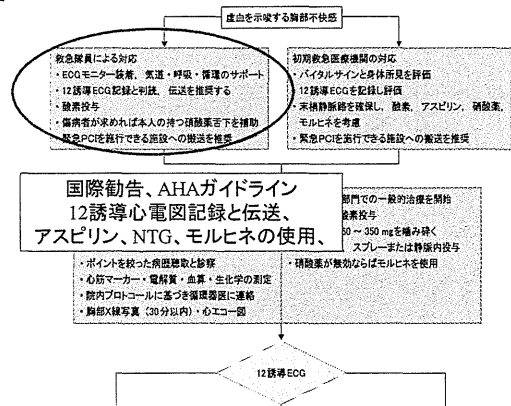 虚血を示唆する胸部不快感
救急隊員による対応
・ECGモニター装着、気道・呼吸・循環のサポート
・12誘導ECG記録と判読、伝送を推奨する
・酸素投与
・傷病者が求めれば本人の持つ硝酸薬舌下を補助
・緊急PCIを施行できる施設への搬送を推奨
初期救急医療機関の対応
・バイタルサインと身体所見を評価
・12誘導ECGを記録し評価
・末梢静脈路を確保し、酸素、アスピリン、硝酸薬、
モルヒネを考慮
・緊急PCIを施行できる施設への搬送を推奨
国際勧告、AHAガイドライン
12誘導心電図記録と伝送、
アスピリン、NTG、モルヒネの使用、
部門での一般的治療を開始
酸素投与
～ 350 mgを噛み砕く
スプレーまたは静脈内投与
・硝酸薬が無効ならばモルヒネを使用
・ポイントを絞った病歴聴取と診察
・心筋マーカー・電解質・血算・生化学の測定
・院内プロトコールに基づき循環器医に連絡
・胸部X線写真（30分以内）・心エコー図
12誘導ECG